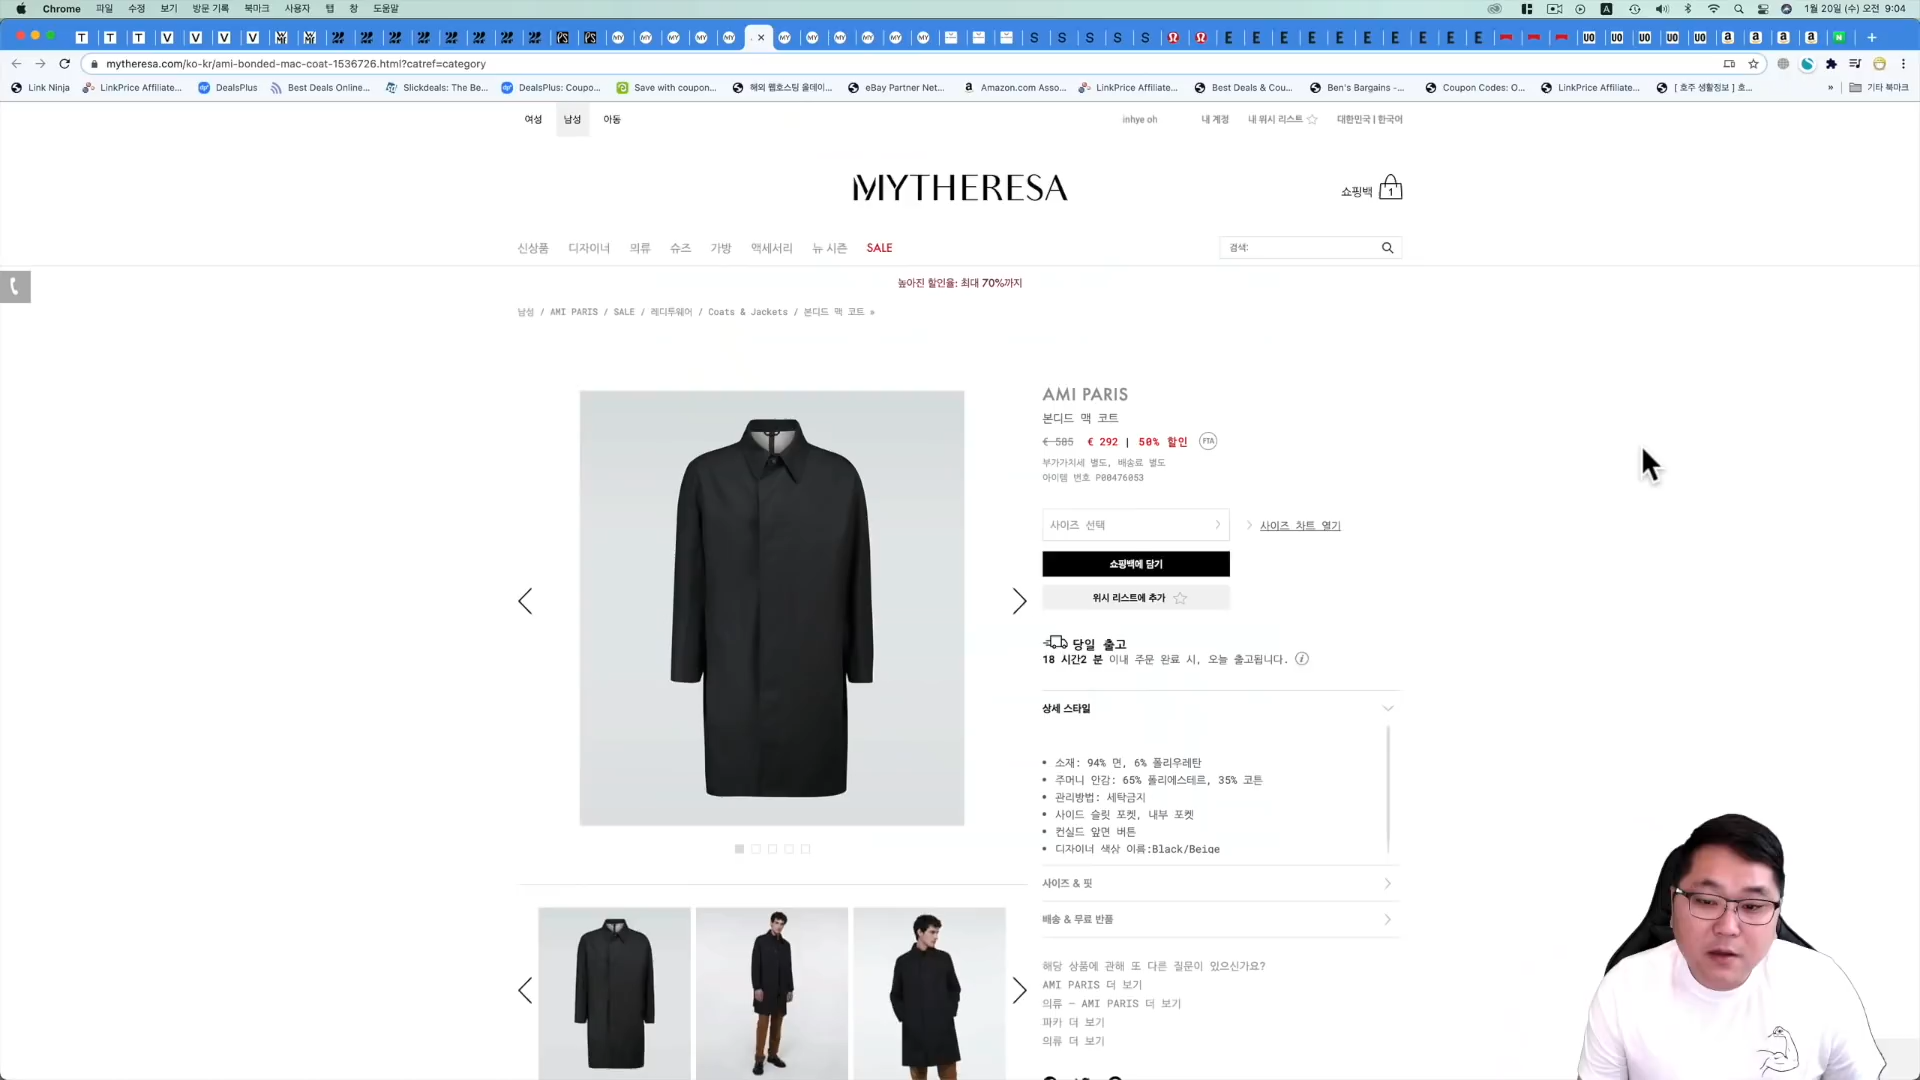 Chrome 파일 수정 보기 방문 기록 북마크 사용자 탭 창 도움말
1월 20일 (수) 오전 9:04
mytheresa.com/ko-kr/ami-bonded-mac-coat-1536726.html?catref=category
Link Ninja LinkPrice Affiliate... DealsPlus Best Deals Online... Slickdeals: The Be... DealsPlus: Coupo... Save with coupon... 해외 웹호스팅 올데이... eBay Partner Net... Amazon.com Asso... LinkPrice Affiliate... Best Deals & Cou... Ben's Bargains -... Coupon Codes: O... LinkPrice Affiliate... [ 호주 생활정보 ] 호... » 기타 북마크
여성 남성 아동
inhye oh 내 계정 내 위시 리스트 대한민국 | 한국어
MYTHERESA
쇼핑백 1
신상품 디자이너 의류 슈즈 가방 액세서리 뉴 시즌 SALE
검색:
높아진 할인율: 최대 70%까지
남성 / AMI PARIS / SALE / 레디투웨어 / Coats & Jackets / 본디드 맥 코트 »
AMI PARIS
본디드 맥 코트
€ 585 € 292 | 50% 할인 FTA
부가가치세 별도, 배송료 별도
아이템 번호 P00476053
사이즈 선택
사이즈 차트 열기
쇼핑백에 담기
위시 리스트에 추가
당일 출고
18 시간2 분 이내 주문 완료 시, 오늘 출고됩니다.
상세 스타일
• 소재: 94% 면, 6% 폴리우레탄
• 주머니 안감: 65% 폴리에스테르, 35% 코튼
• 관리방법: 세탁금지
• 사이드 슬릿 포켓, 내부 포켓
• 컨실드 앞면 버튼
• 디자이너 색상 이름:Black/Beige
사이즈 & 핏
배송 & 무료 반품
해당 상품에 관해 또 다른 질문이 있으신가요?
AMI PARIS 더 보기
의류 – AMI PARIS 더 보기
파카 더 보기
의류 더 보기